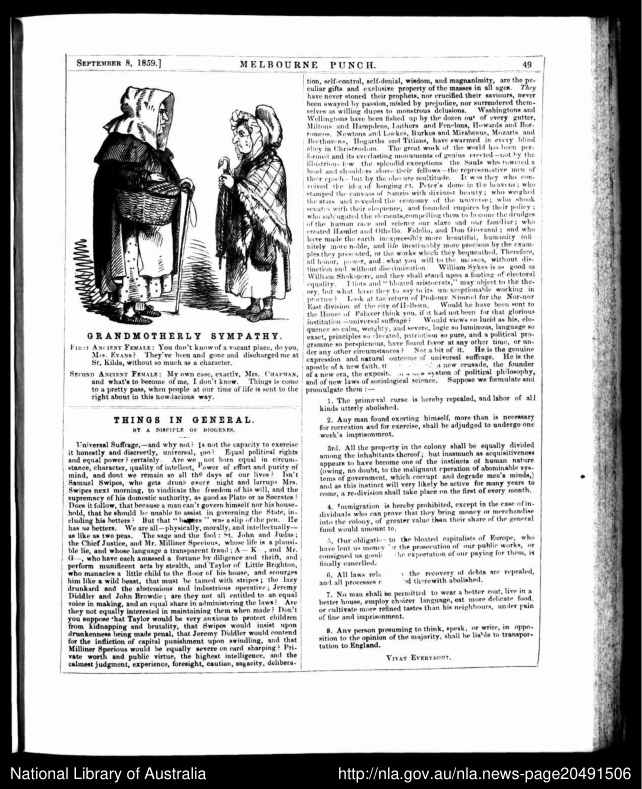 SEPTEMBER 8, 1859.]
MELBOURNE PUNCH.
49
GRANDMOTHERLY SYMPATHY.
FIRST ANCIENT FEMALE: You don't know of a vacant place, do you,
MRS. EVANS? They've been and gone and discharged me at
St. Kilda, without so much as a character.
SECOND ANCIENT FEMALE: My own case, exactly, Mrs. CHAPMAN,
and what's to become of me, I don't know. Things is come
to a pretty pass, when people at our time of life is sent to the
right about this now
way.
THINGS IN GENERAL.
BY A DISCIPLE OF DIOGENES.
Universal Suffrage,—and why not? Is not the capacity to exercise
it honestly and discreetly, universal, too? Equal political rights
and equal power? certainly. Are we not born equal in circum-
stance, character, quality of intellect, Power of effort and purity of
mind, and dont we remain so all the days of our lives? Isn't
Samuel Swipes, who gets drunk every night and larrups Mrs.
Swipes next morning, to vindicate the freedom of his will, and the
supremacy of his domestic authority, as good as Plato or as Socrates?
Does it follow, that because a man can't govern himself nor his house-
hold, that he should be unable to assist in governing the State, in-
cluding his betters? But that " " was a slip of the pen. He
has no betters. We are all—physically, morally, and intellectually—
as like as two peas. The sage and the fool: St. John and Judas;
the Chief Justice, and Mr. Milliner Specious, whose life is a plausi-
ble lie, and whose language a transparent fraud; A— K—, and Mr.
G—, who have each amassed a fortune by diligence and thrift, and
perform munificent acts by stealth, and Taylor of Little Brighton,
who manacles a little child to the floor of his house, and scourges
him like a wild beast, that must be tamed with stripes; the lazy
drunkard and the abstemious and industrious operative; Jeremy
Diddler and John Browdie; are they not all entitled to an equal
voice in making, and an equal share in administering the laws? Are
they not equally interested in maintaining them when made? Don't
you suppose that Taylor would be very anxious to protect children
from kidnapping and brutality, that Swipes would insist upon
drunkenness being made penal, that Jeremy Diddler would contend
for the infliction of capital punishment upon swindling, and that
Milliner Specious would be equally severe on card sharping? Pri-
vate worth and public virtue, the highest intelligence, and the
calmest judgment, experience, foresight, caution, sagacity, delibera-
tion, self-control, self-denial, wisdom, and magnanimity, are the pe-
culiar gifts and exclusive property of the masses in all ages. They
have never stoned their prophets, nor crucified their saviours, never
been swayed by passion, misled by prejudice, nor surrendered them-
selves as willing dupes to monstrous delusions. Washingtons and
Wellingtons have been fished up by the dozen out of every gutter,
Miltons and Hampdens, Luthers and Fenelons, Howards and Bor-
romeos, Newtons and Lockes, Burkes and Mirabeaus, Mozarts and
Beethovens, Hogarths and Titians, have swarmed in every blind
alley in Christendom. The great work of the world has been per-
formed and its everlasting monuments of genius erected—not by the
illustrious few the splendid exceptions the Sauls who towered a
head and shoulders above their fellows—the representative men of
their epoch—but by the obscure multitude. It was they who con-
ceived the idea of hanging St. Peter's dome in the heavens; who
stamped the canvass of Sanzio with divinest beauty; who weighed
the stars and revealed the economy of the universe; who shook
senates with their eloquence, and founded empires by their policy;
who subjugated the elements, compelling them to become the drudges
of the human race and science our slave and our familiar; who
created Hamlet and Othello, Fidelio, and Don Giovanni; and who
have made the earth inexpressibly more beautiful, humanity infi-
nitely more noble, and life inestimably more precious by the exam-
ples they presented, or the works which they bequeathed. Therefore,
all honor, power, and what you will to the masses, without dis-
tinction and without discrimination. William Sykes is as good as
William Shakspere, and they shall stand upon a footing of electoral
equality. Idiots and "bloated aristocrats," may object to the the-
ory, but what have they to say to its unexceptionable working in
practice? Look at the return of Ptolemy Nimrod for the Nor-nor
East division of the city of Holborn. Would he have been sent to
the House of Palaver think you, if it had not been for that glorious
institution—universal suffrage? Would views so lucid as his, elo-
quence so calm, weighty, and severe, logic so luminous, language so
exact, principles so elevated, patriotism so pure, and a political pro-
gramme so perspicuous, have found favor at any other time, or un-
der any other circumstances? Not a bit of it. He is the genuine
expression and natural outcome of universal suffrage. He is the
apostle of a new faith, a new crusade, the founder
of a new era, the system of political philosophy,
and of new laws of sociological science. Suppose we formulate and
promulgate them:—
1. The primæval curse is hereby repealed, and labor of all
kinds utterly abolished.
2. Any man found exerting himself, more than is necessary
for recreation and for exercise, shall be adjudged to undergo one
week's imprisonment.
3rd. All the property in the colony shall be equally divided
among the inhabitants thereof; but inasmuch as acquisitiveness
appears to have become one of the instincts of human nature
(owing, no doubt, to the malignant operation of abominable sys-
tems of government, which corrupt and degrade men's minds,)
and as this instinct will very likely be active for many years to
come, a re-division shall take place on the first of every month.
4. Immigration is hereby prohibited, except in the case of in-
dividuals who can prove that they bring money or merchandise
into the colony, of greater value than their share of the general
fund would amount to.
5. Our obligation to the bloated capitalists of Europe, who
have lent us money for the prosecution of our public works, or
consigned us goods the expectation of our paying for them, is
finally cancelled.
6. All laws the recovery of debts are repealed,
and all processes therewith abolished.
7. No man shall be permitted to wear a better coat, live in a
better house, employ choicer language, eat more delicate food,
or cultivate more refined tastes than his neighbours, under pain
of fine and imprisonment.
8. Any person presuming to think, speak, or write, in oppo-
sition to the opinion of the majority, shall be liable to transpor-
tation to England.
VIVAT EVERYBODY.
National Library of Australia
http://nla.gov.au/nla.news-page20491506